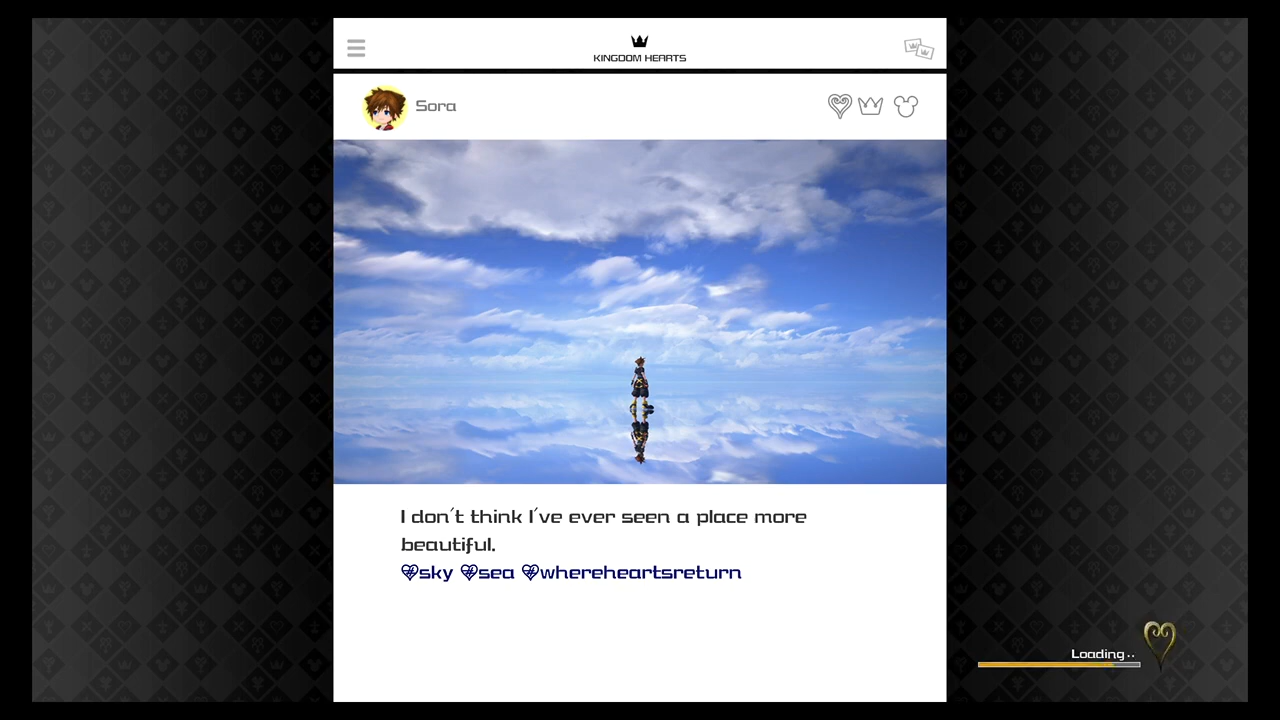 KINGDOM HEARTS
Sora
I don't think I've ever seen a place more
beautiful.
#sky #sea #whereheartsreturn
Loading..